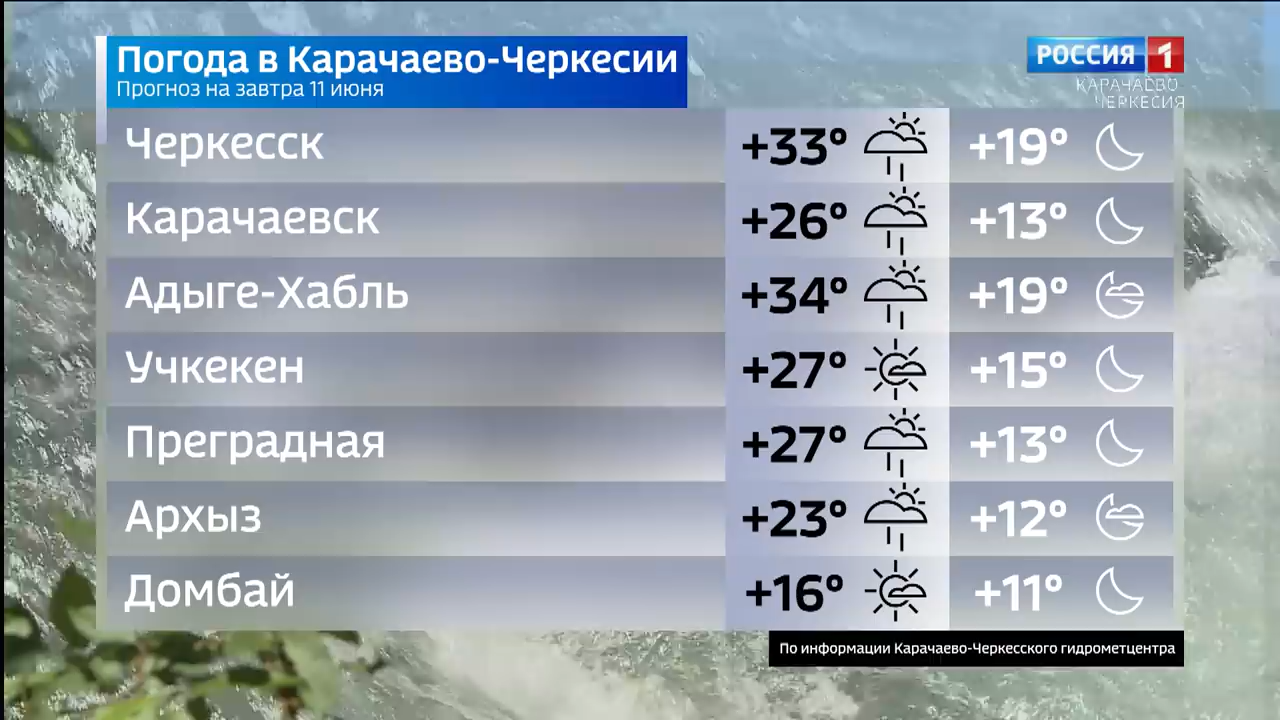 Погода в Карачаево-Черкесии
Прогноз на завтра 11 июня
РОССИЯ 1
КАРАЧАЕВО
ЧЕРКЕСИЯ
Черкесск +33° +19°
Карачаевск +26° +13°
Адыге-Хабль +34° +19°
Учкекен +27° +15°
Преградная +27° +13°
Архыз +23° +12°
Домбай +16° +11°
По информации Карачаево-Черкесского гидрометцентра